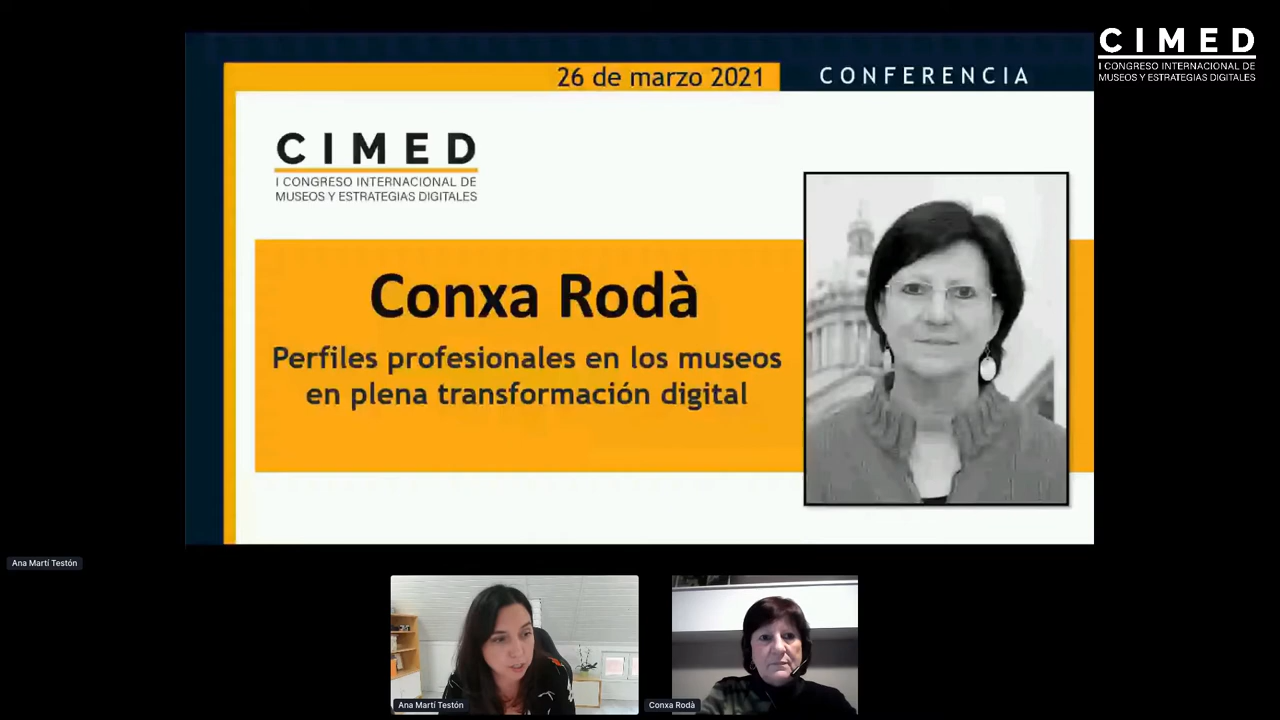 26 de marzo 2021
CONFERENCIA
CIMED
I CONGRESO INTERNACIONAL DE
MUSEOS Y ESTRATEGIAS DIGITALES
CIMED
I CONGRESO INTERNACIONAL DE
MUSEOS Y ESTRATEGIAS DIGITALES
Conxa Rodà
Perfiles profesionales en los museos
en plena transformación digital
Ana Martí Testón
Ana Martí Testón
Conxa Rodà